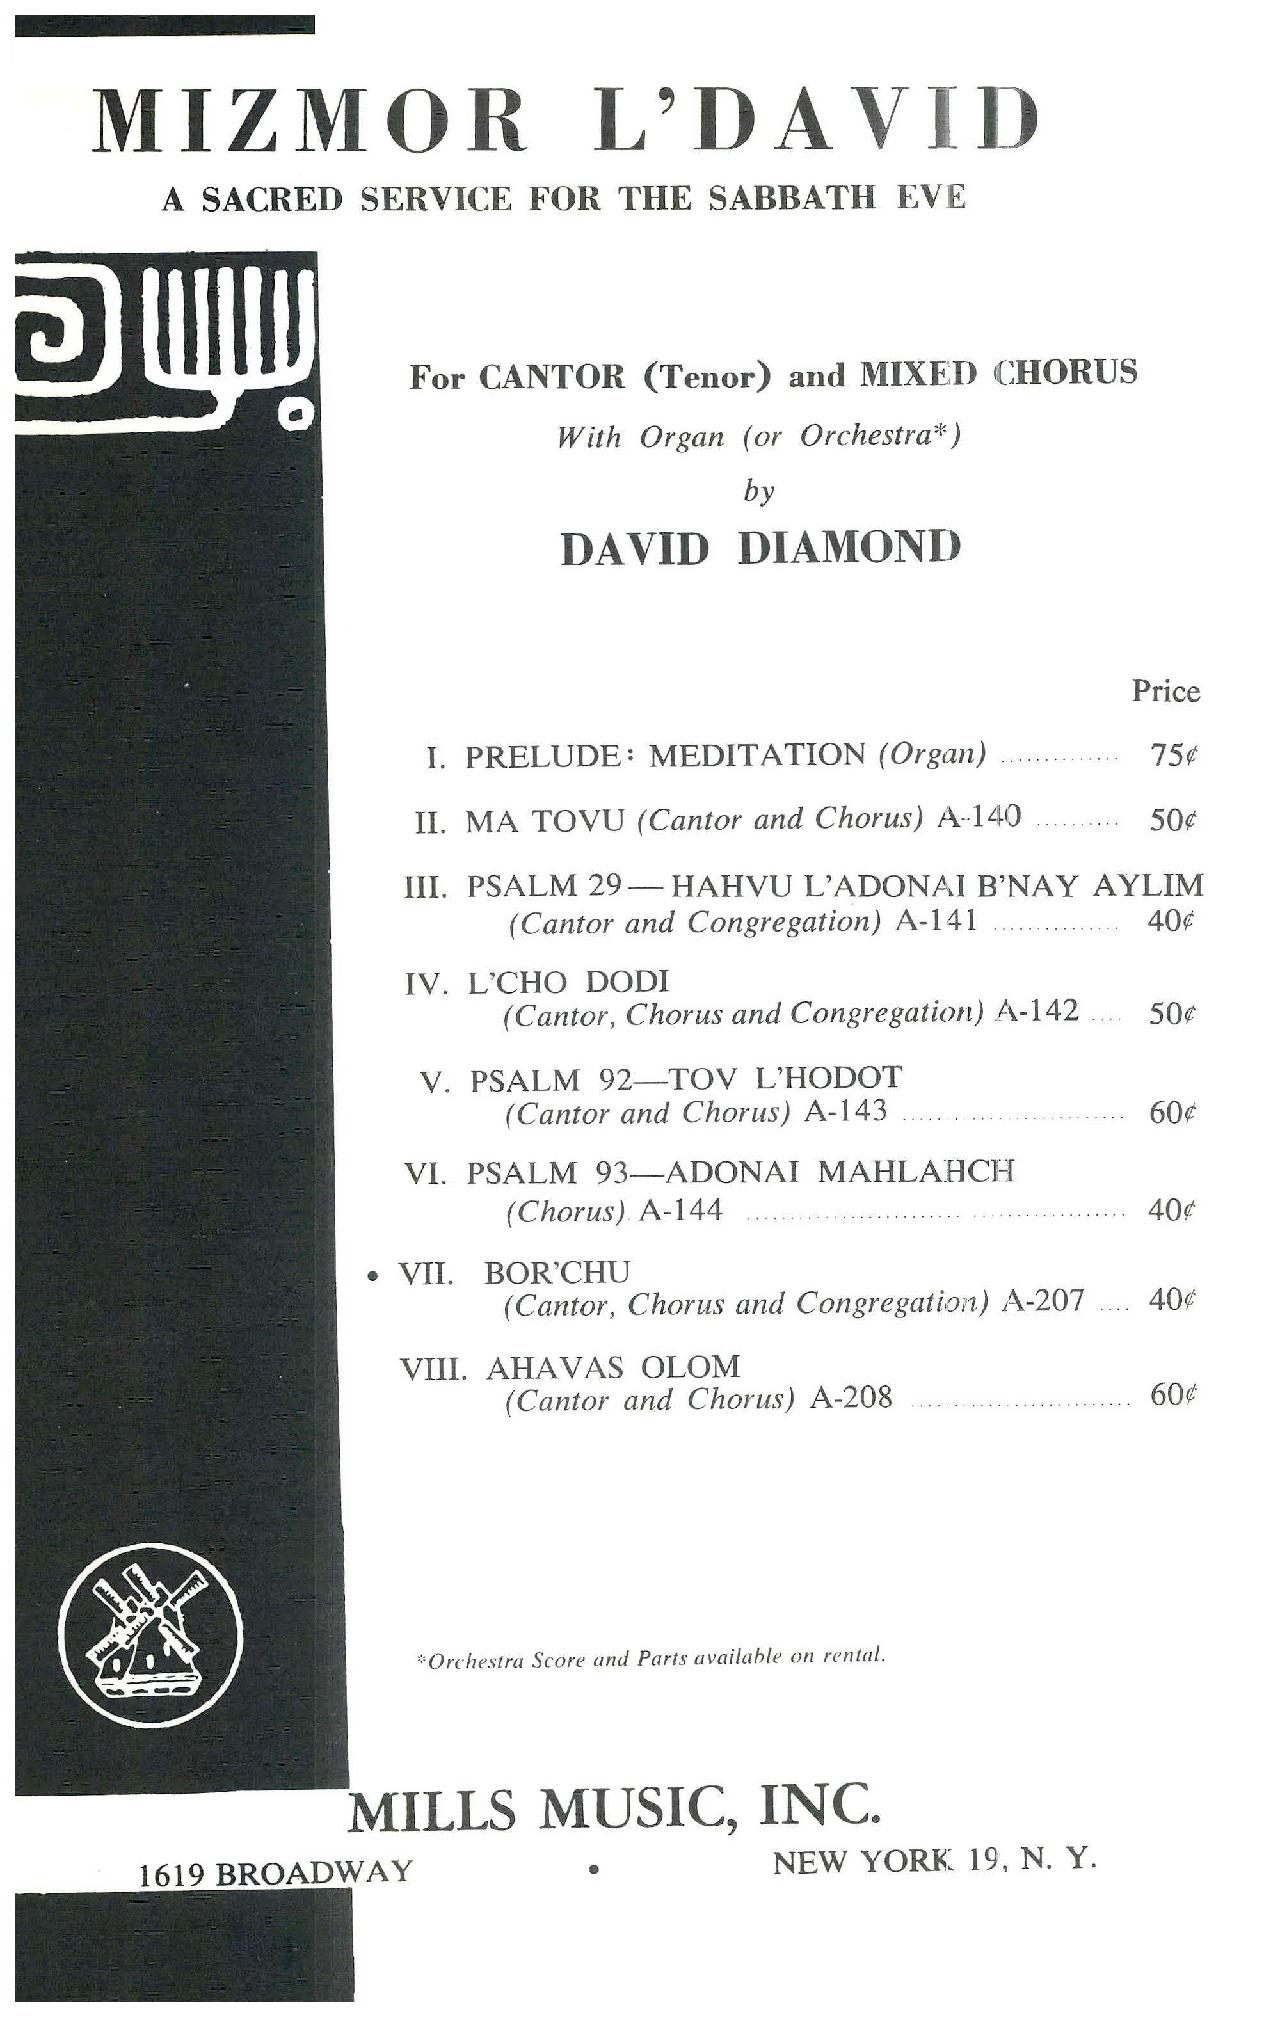 MIZMOR L'DAVID
A SACRED SERVICE FOR THE SABBATH EVE
For CANTOR (Tenor) and MIXED CHORUS
With Organ (or Orchestra*)
by
DAVID DIAMOND
Price
I. PRELUDE: MEDITATION (Organ) ............. 75¢
II. MA TOVU (Cantor and Chorus) A-140 ......... 50¢
III. PSALM 29—HAHVU L'ADONAI B'NAY AYLIM
(Cantor and Congregation) A-141 .............. 40¢
IV. L'CHO DODI
(Cantor, Chorus and Congregation) A-142 .... 50¢
V. PSALM 92—TOV L'HODOT
(Cantor and Chorus) A-143 ......................... 60¢
VI. PSALM 93—ADONAI MAHLAHCH
(Chorus) A-144 .......................................... 40¢
• VII. BOR'CHU
(Cantor, Chorus and Congregation) A-207 .... 40¢
VIII. AHAVAS OLOM
(Cantor and Chorus) A-208 ........................ 60¢
*Orchestra Score and Parts available on rental.
MILLS MUSIC, INC.
1619 BROADWAY • NEW YORK 19, N. Y.